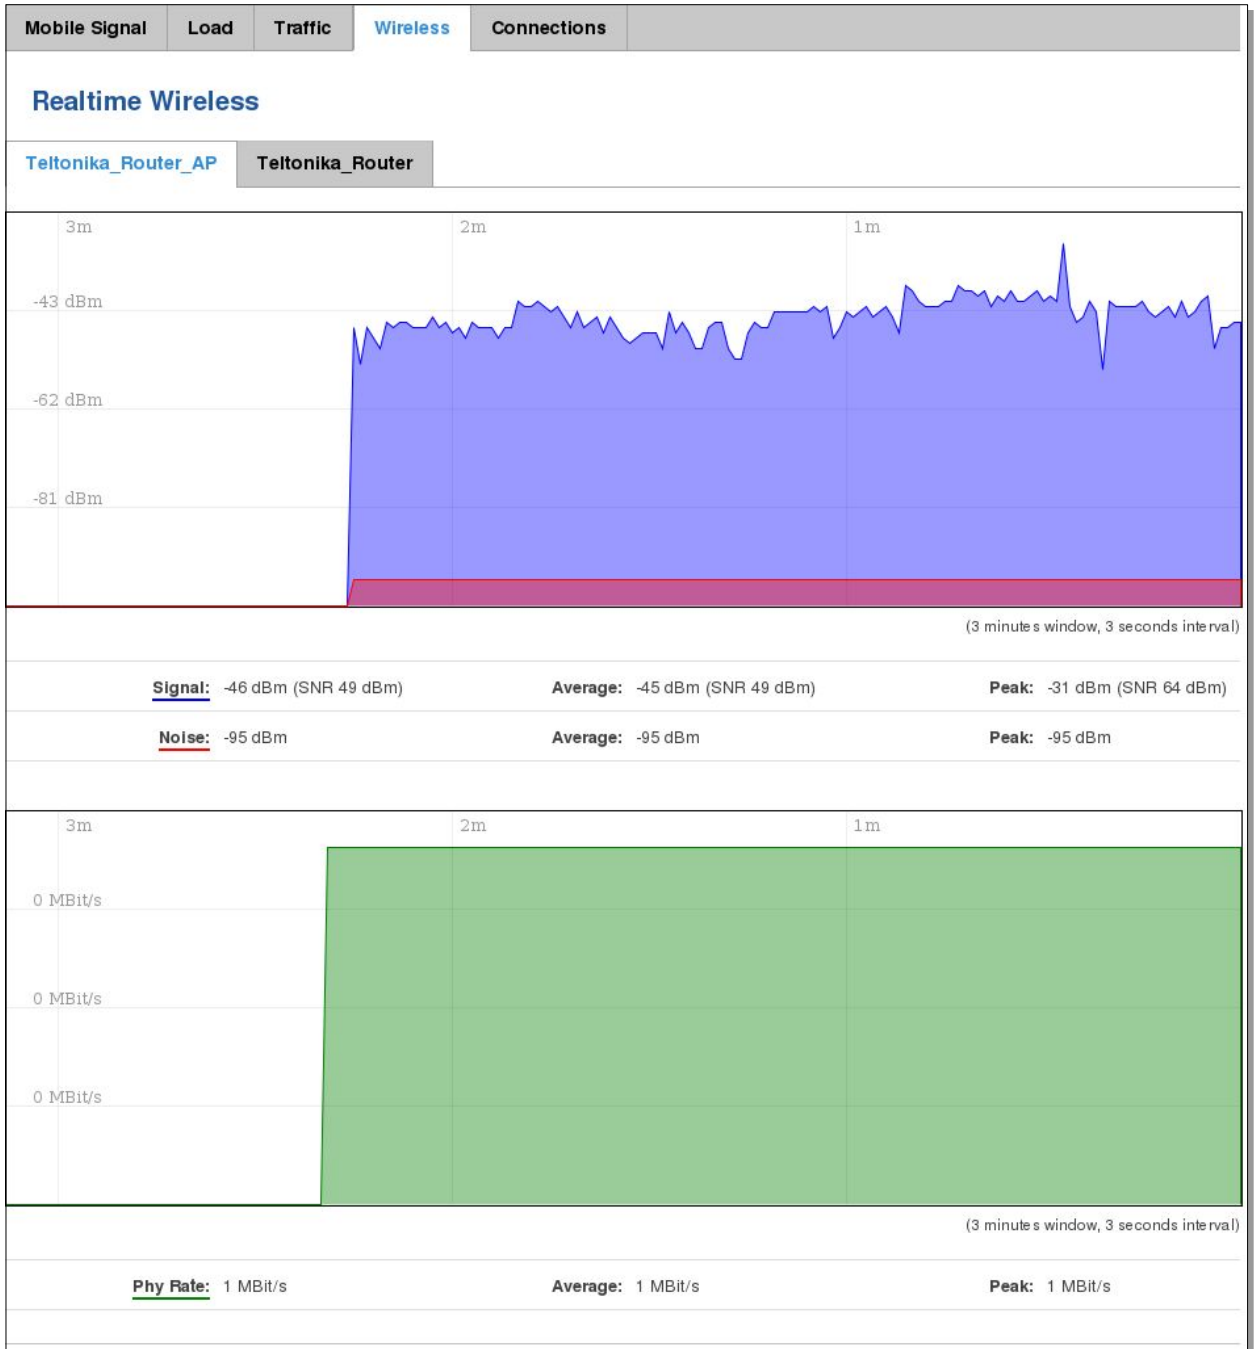 Mobile Signal Load Traffic Wireless Connections
Realtime Wireless
Teltonika_Router_AP Teltonika_Router
3m 2m 1m
-43 dBm
-62 dBm
-81 dBm
(3 minutes window, 3 seconds interval)
Signal: -46 dBm (SNR 49 dBm) Average: -45 dBm (SNR 49 dBm) Peak: -31 dBm (SNR 64 dBm)
Noise: -95 dBm Average: -95 dBm Peak: -95 dBm
3m 2m 1m
0 MBit/s
0 MBit/s
0 MBit/s
(3 minutes window, 3 seconds interval)
Phy Rate: 1 MBit/s Average: 1 MBit/s Peak: 1 MBit/s